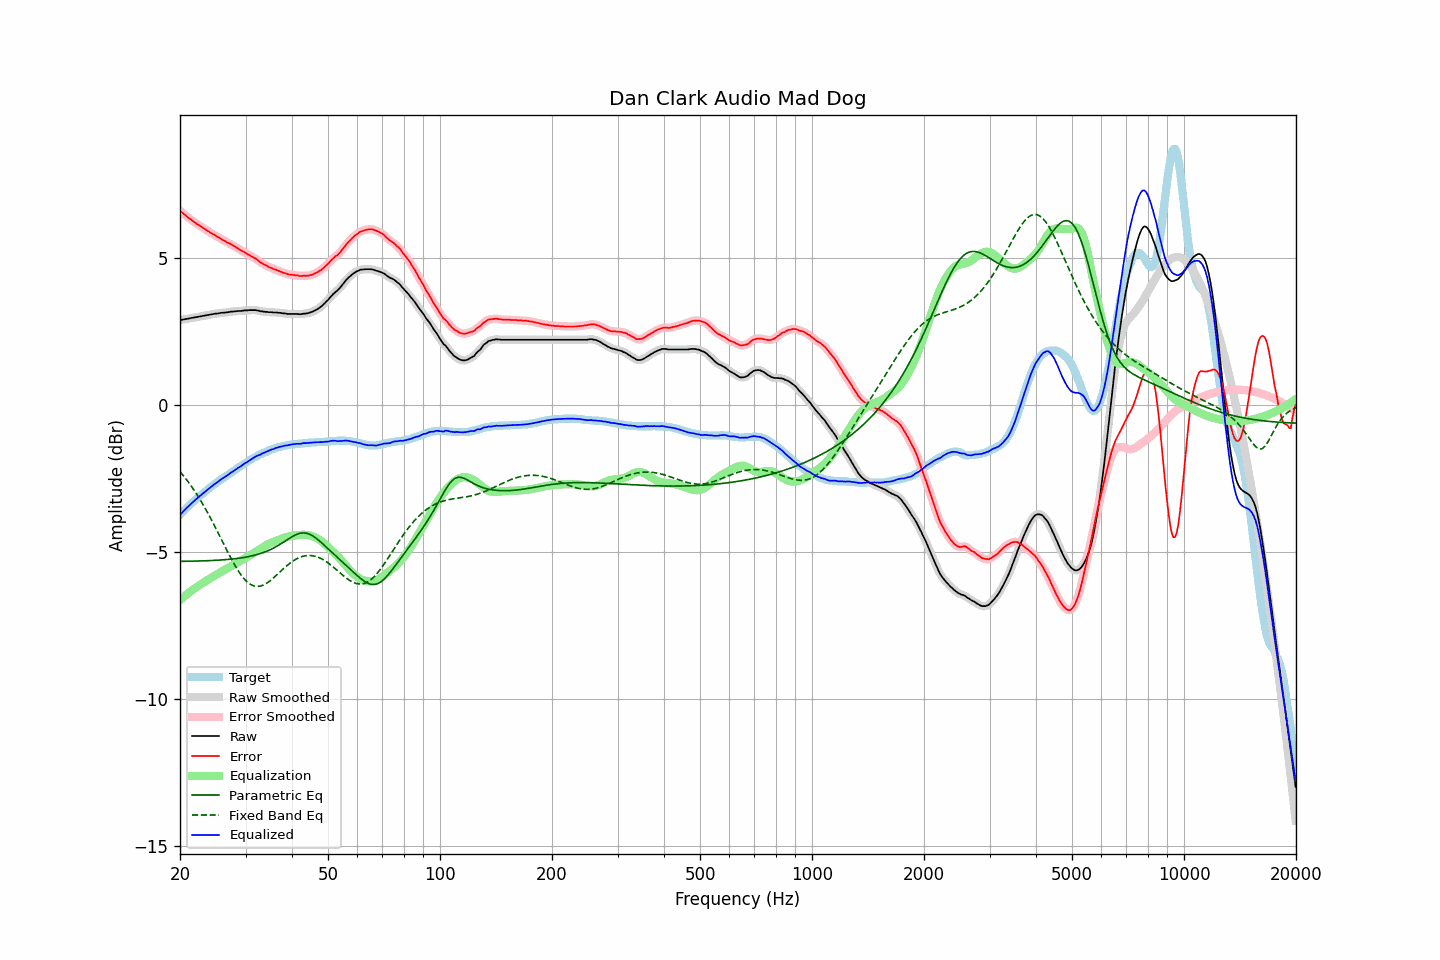 Dan Clark Audio Mad Dog
Amplitude (dBr)
5
0
−5
−10
−15
Target
Raw Smoothed
Error Smoothed
Raw
Error
Equalization
Parametric Eq
Fixed Band Eq
Equalized
20 50 100 200 500 1000 2000 5000 10000 20000
Frequency (Hz)